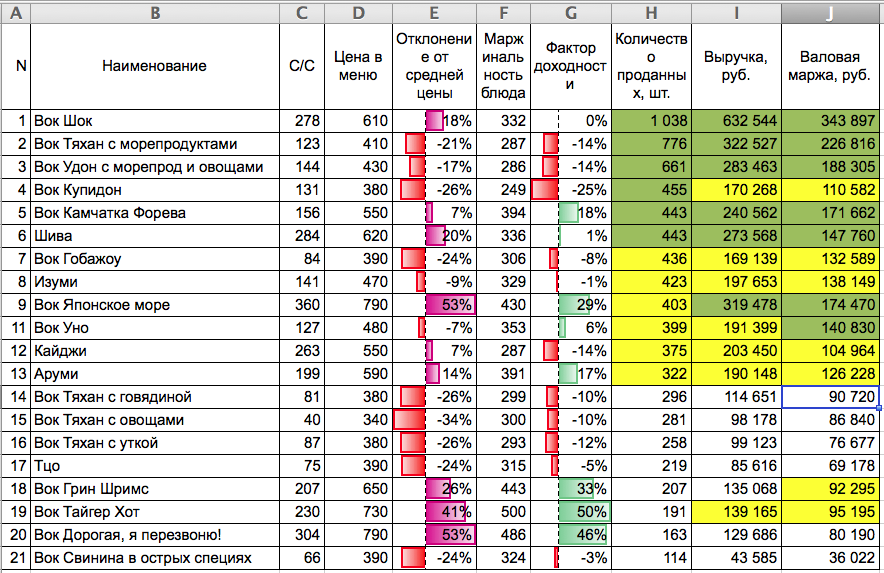 A B C D E F G H I J
N Наименование С/С Цена в меню Отклонение от средней цены Маржинальность блюда Фактор доходности Количество проданных, шт. Выручка, руб. Валовая маржа, руб.
1 Вок Шок 278 610 18% 332 0% 1 038 632 544 343 897
2 Вок Тяхан с морепродуктами 123 410 -21% 287 -14% 776 322 527 226 816
3 Вок Удон с морепрод и овощами 144 430 -17% 286 -14% 661 283 463 188 305
4 Вок Купидон 131 380 -26% 249 -25% 455 170 268 110 582
5 Вок Камчатка Форева 156 550 7% 394 18% 443 240 562 171 662
6 Шива 284 620 20% 336 1% 443 273 568 147 760
7 Вок Гобажоу 84 390 -24% 306 -8% 436 169 139 132 589
8 Изуми 141 470 -9% 329 -1% 423 197 653 138 149
9 Вок Японское море 360 790 53% 430 29% 403 319 478 174 470
11 Вок Уно 127 480 -7% 353 6% 399 191 399 140 830
12 Кайджи 263 550 7% 287 -14% 375 203 450 104 964
13 Аруми 199 590 14% 391 17% 322 190 148 126 228
14 Вок Тяхан с говядиной 81 380 -26% 299 -10% 296 114 651 90 720
15 Вок Тяхан с овощами 40 340 -34% 300 -10% 281 98 178 86 840
16 Вок Тяхан с уткой 87 380 -26% 293 -12% 258 99 123 76 677
17 Тцо 75 390 -24% 315 -5% 219 85 616 69 178
18 Вок Грин Шримс 207 650 26% 443 33% 207 135 068 92 295
19 Вок Тайгер Хот 230 730 41% 500 50% 191 139 165 95 195
20 Вок Дорогая, я перезвоню! 304 790 53% 486 46% 163 129 686 80 190
21 Вок Свинина в острых специях 66 390 -24% 324 -3% 114 43 585 36 022